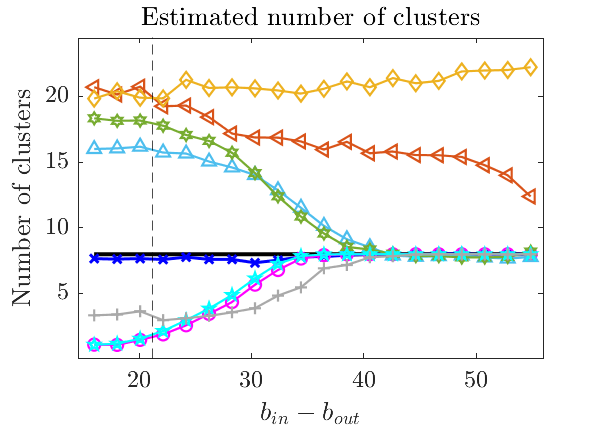 Estimated number of clusters
Number of clusters
20
15
10
5
20
30
40
50
b_{in} − b_{out}